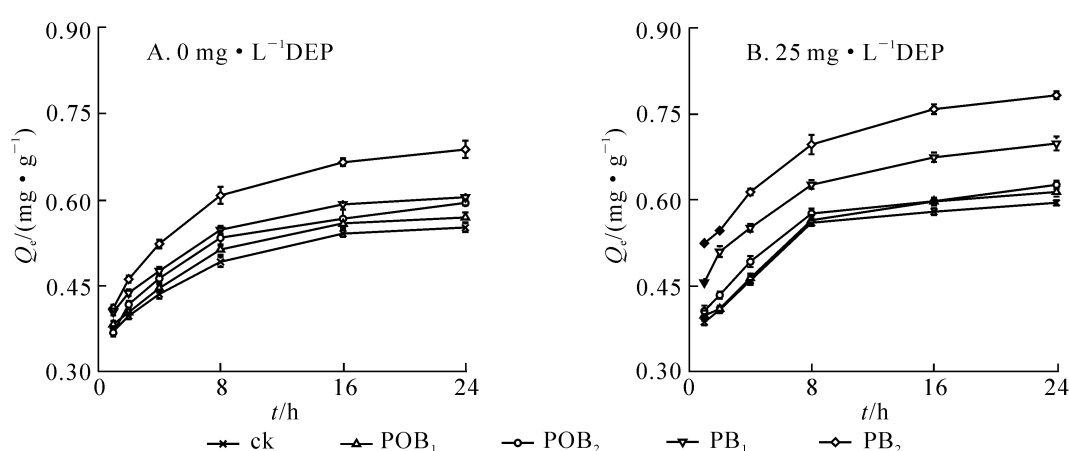 A. 0 mg·L⁻¹DEP
Qe/(mg·g⁻¹)
0.90
0.75
0.60
0.45
0.30
0 8 16 24
t/h
B. 25 mg·L⁻¹DEP
Qe/(mg·g⁻¹)
0.90
0.75
0.60
0.45
0.30
0 8 16 24
t/h
ck POB₁ POB₂ PB₁ PB₂